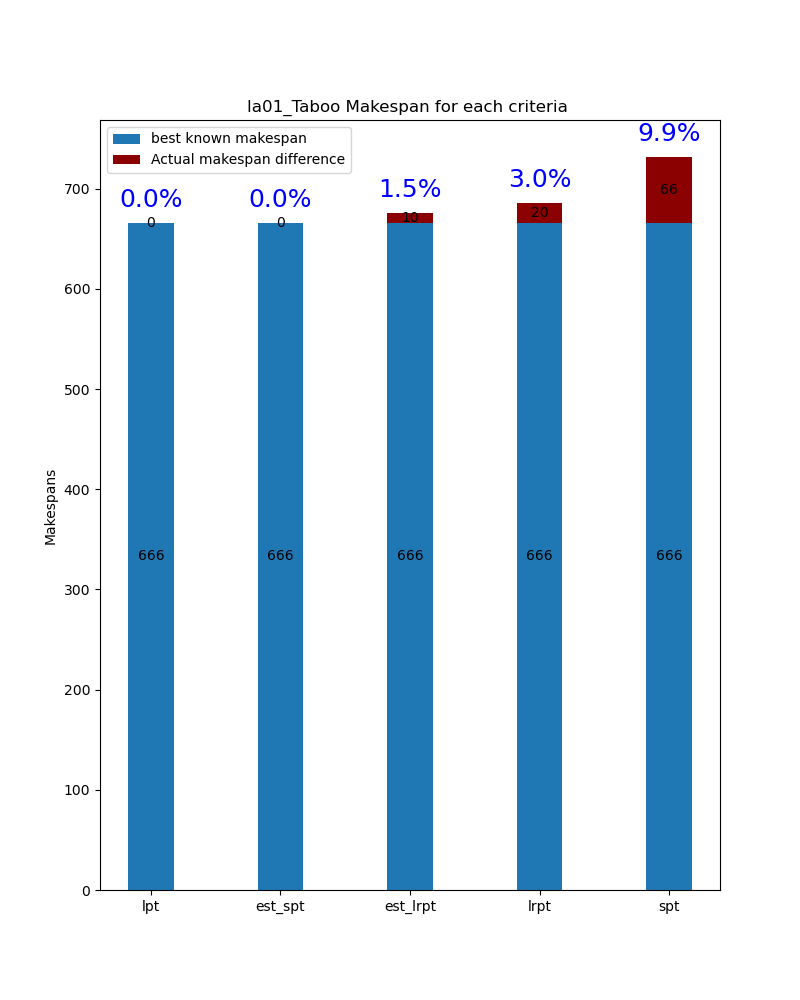 la01_Taboo Makespan for each criteria
best known makespan
Actual makespan difference
9.9%
3.0%
1.5%
0.0% 0.0%
0 0 10 20 66
666 666 666 666 666
Makespans
700
600
500
400
300
200
100
0
lpt est_spt est_lrpt lrpt spt